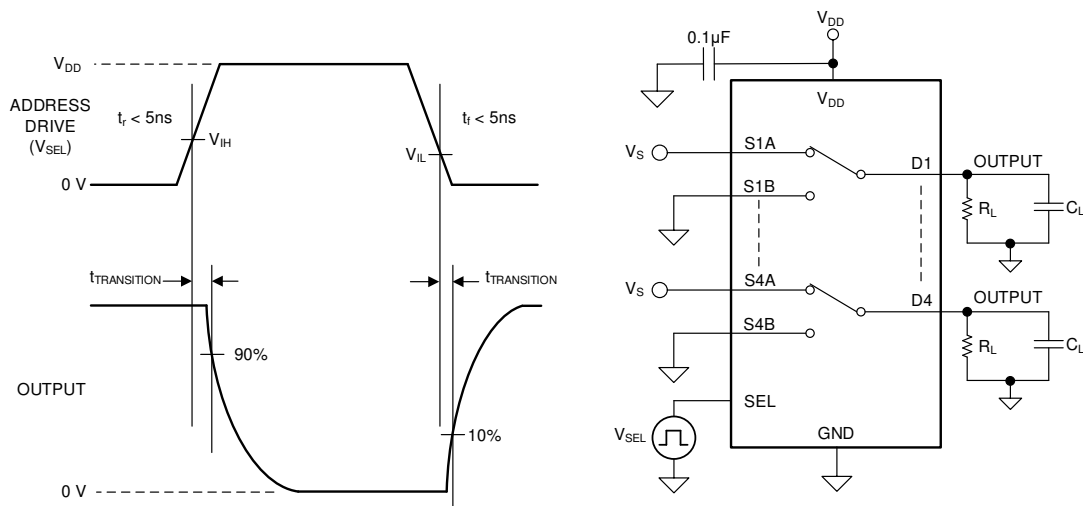 V_DD
ADDRESS
DRIVE
(V_SEL)
t_r < 5ns
t_f < 5ns
V_IH
V_IL
0 V
t_TRANSITION
t_TRANSITION
90%
OUTPUT
10%
0 V
V_DD
0.1µF
V_DD
V_S
S1A
D1
OUTPUT
S1B
R_L
C_L
V_S
S4A
D4
OUTPUT
S4B
R_L
C_L
SEL
V_SEL
GND